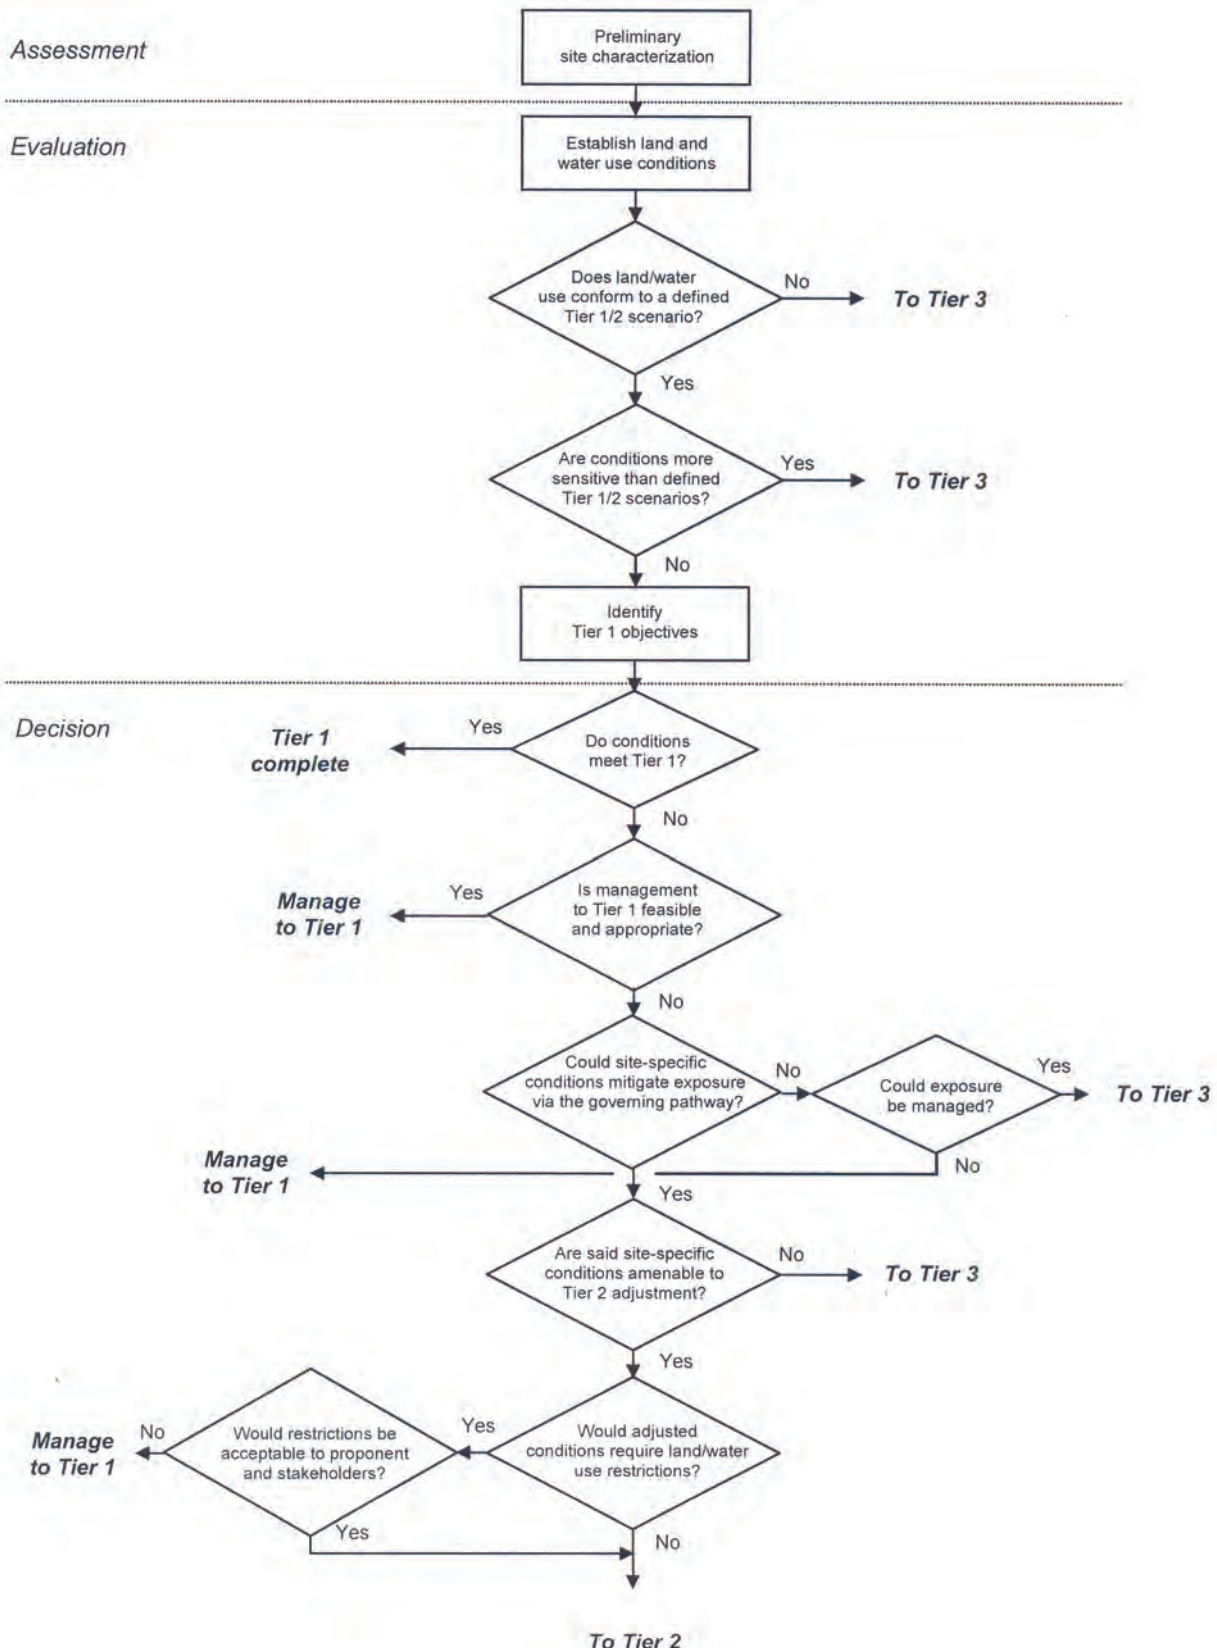 Assessment
Preliminary
site characterization
Evaluation
Establish land and
water use conditions
Does land/water
use conform to a defined
Tier 1/2 scenario?
No
To Tier 3
Yes
Are conditions more
sensitive than defined
Tier 1/2 scenarios?
Yes
To Tier 3
No
Identify
Tier 1 objectives
Decision
Tier 1
complete
Yes
Do conditions
meet Tier 1?
No
Manage
to Tier 1
Yes
Is management
to Tier 1 feasible
and appropriate?
No
Could site-specific
conditions mitigate exposure
via the governing pathway?
No
Could exposure
be managed?
Yes
To Tier 3
No
Manage
to Tier 1
Yes
Are said site-specific
conditions amenable to
Tier 2 adjustment?
No
To Tier 3
Yes
Would adjusted
conditions require land/water
use restrictions?
Yes
Would restrictions be
acceptable to proponent
and stakeholders?
No
Manage
to Tier 1
Yes
No
To Tier 2